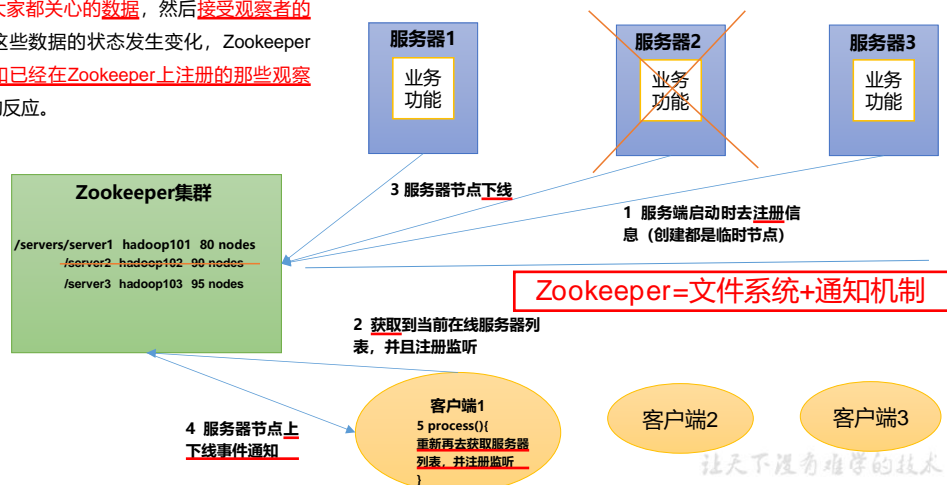 大家都关心的数据，然后接受观察者的
这些数据的状态发生变化，Zookeeper
已经在Zookeeper上注册的那些观察
反应。
服务器1
业务
功能
服务器2
业务
功能
服务器3
业务
功能
Zookeeper集群
/servers/server1 hadoop101 80 nodes
/server2 hadoop102 90 nodes
/server3 hadoop103 95 nodes
3 服务器节点下线
1 服务端启动时去注册信
息（创建都是临时节点）
Zookeeper=文件系统+通知机制
2 获取到当前在线服务器列
表，并且注册监听
4 服务器节点上
下线事件通知
客户端1
5 process(){
重新再去获取服务器
列表，并注册监听
}
客户端2
客户端3
让天下没有难学的技术